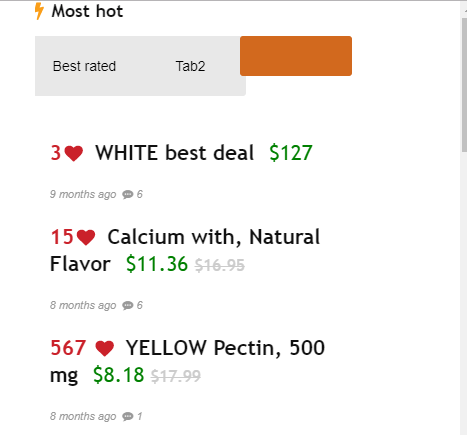 Most hot
Best rated Tab2
3 WHITE best deal $127
9 months ago 6
15 Calcium with, Natural
Flavor $11.36 $16.95
8 months ago 6
567 YELLOW Pectin, 500
mg $8.18 $17.99
8 months ago 1